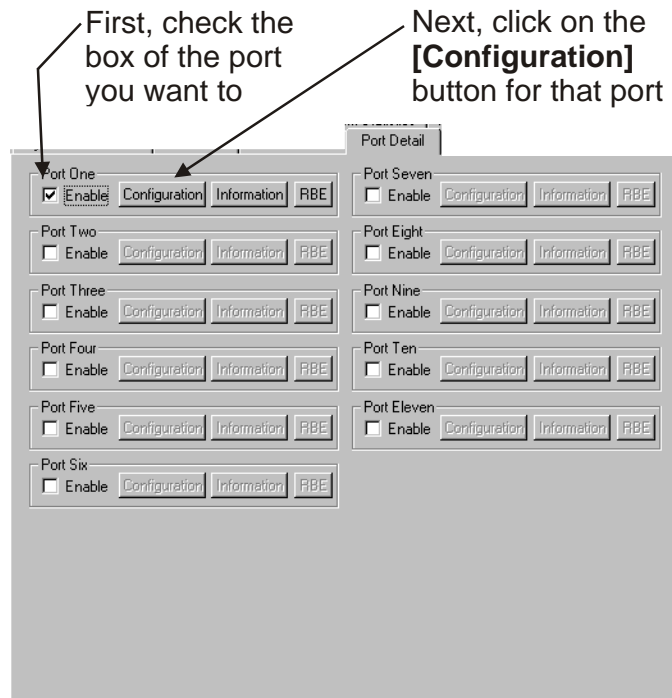 First, check the
box of the port
you want to
Next, click on the
[Configuration]
button for that port
Port Detail
Port One
Enable Configuration Information RBE
Port Two
Enable Configuration Information RBE
Port Three
Enable Configuration Information RBE
Port Four
Enable Configuration Information RBE
Port Five
Enable Configuration Information RBE
Port Six
Enable Configuration Information RBE
Port Seven
Enable Configuration Information RBE
Port Eight
Enable Configuration Information RBE
Port Nine
Enable Configuration Information RBE
Port Ten
Enable Configuration Information RBE
Port Eleven
Enable Configuration Information RBE